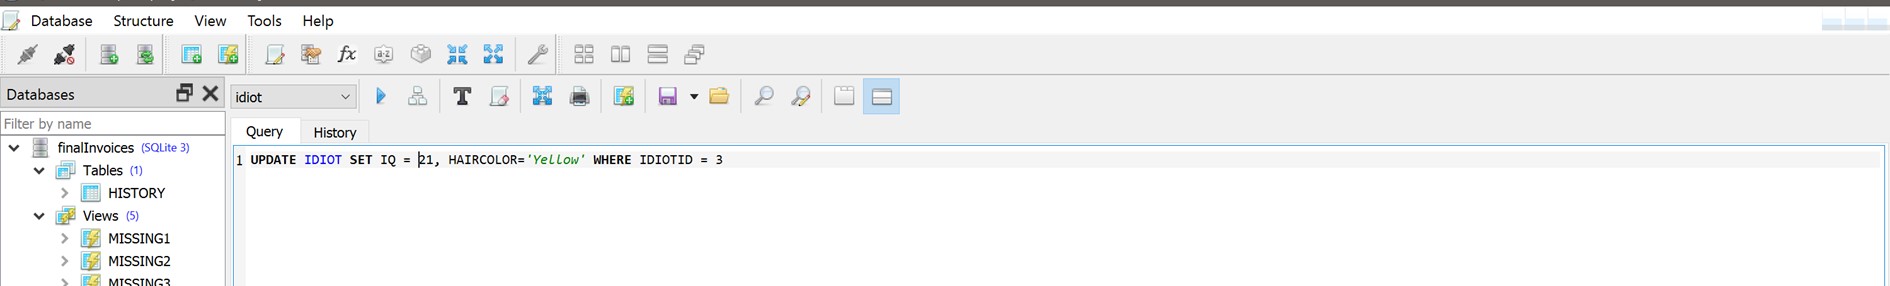 Database Structure View Tools Help
Databases
idiot
Filter by name
Query History
finalInvoices (SQLite 3)
1 UPDATE IDIOT SET IQ = 21, HAIRCOLOR='Yellow' WHERE IDIOTID = 3
Tables (1)
HISTORY
Views (5)
MISSING1
MISSING2
MISSING3